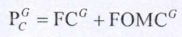 P_C^G = FC^G + FOMC^G